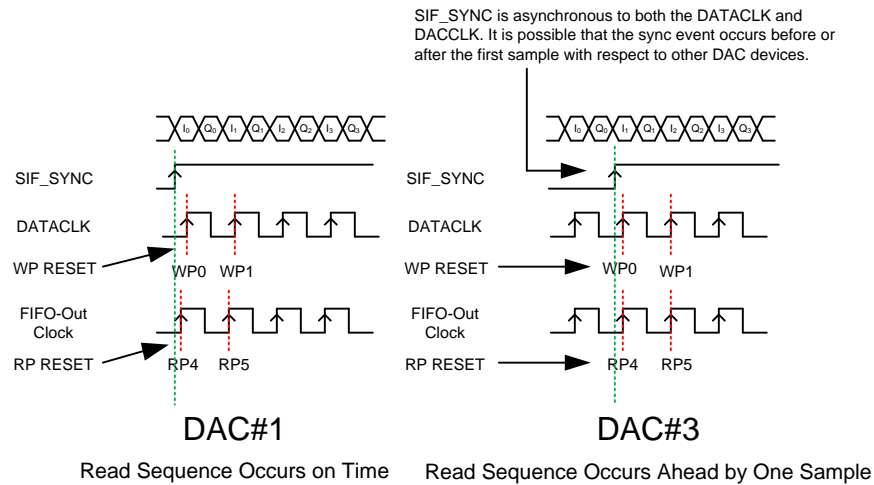 SIF_SYNC is asynchronous to both the DATACLK and
DACCLK. It is possible that the sync event occurs before or
after the first sample with respect to other DAC devices.
I0 Q0 I1 Q1 I2 Q2 I3 Q3
SIF_SYNC
DATACLK
WP RESET
WP0 WP1
FIFO-Out
Clock
RP RESET
RP4 RP5
DAC#1
Read Sequence Occurs on Time
I0 Q0 I1 Q1 I2 Q2 I3 Q3
SIF_SYNC
DATACLK
WP RESET
WP0 WP1
FIFO-Out
Clock
RP RESET
RP4 RP5
DAC#3
Read Sequence Occurs Ahead by One Sample